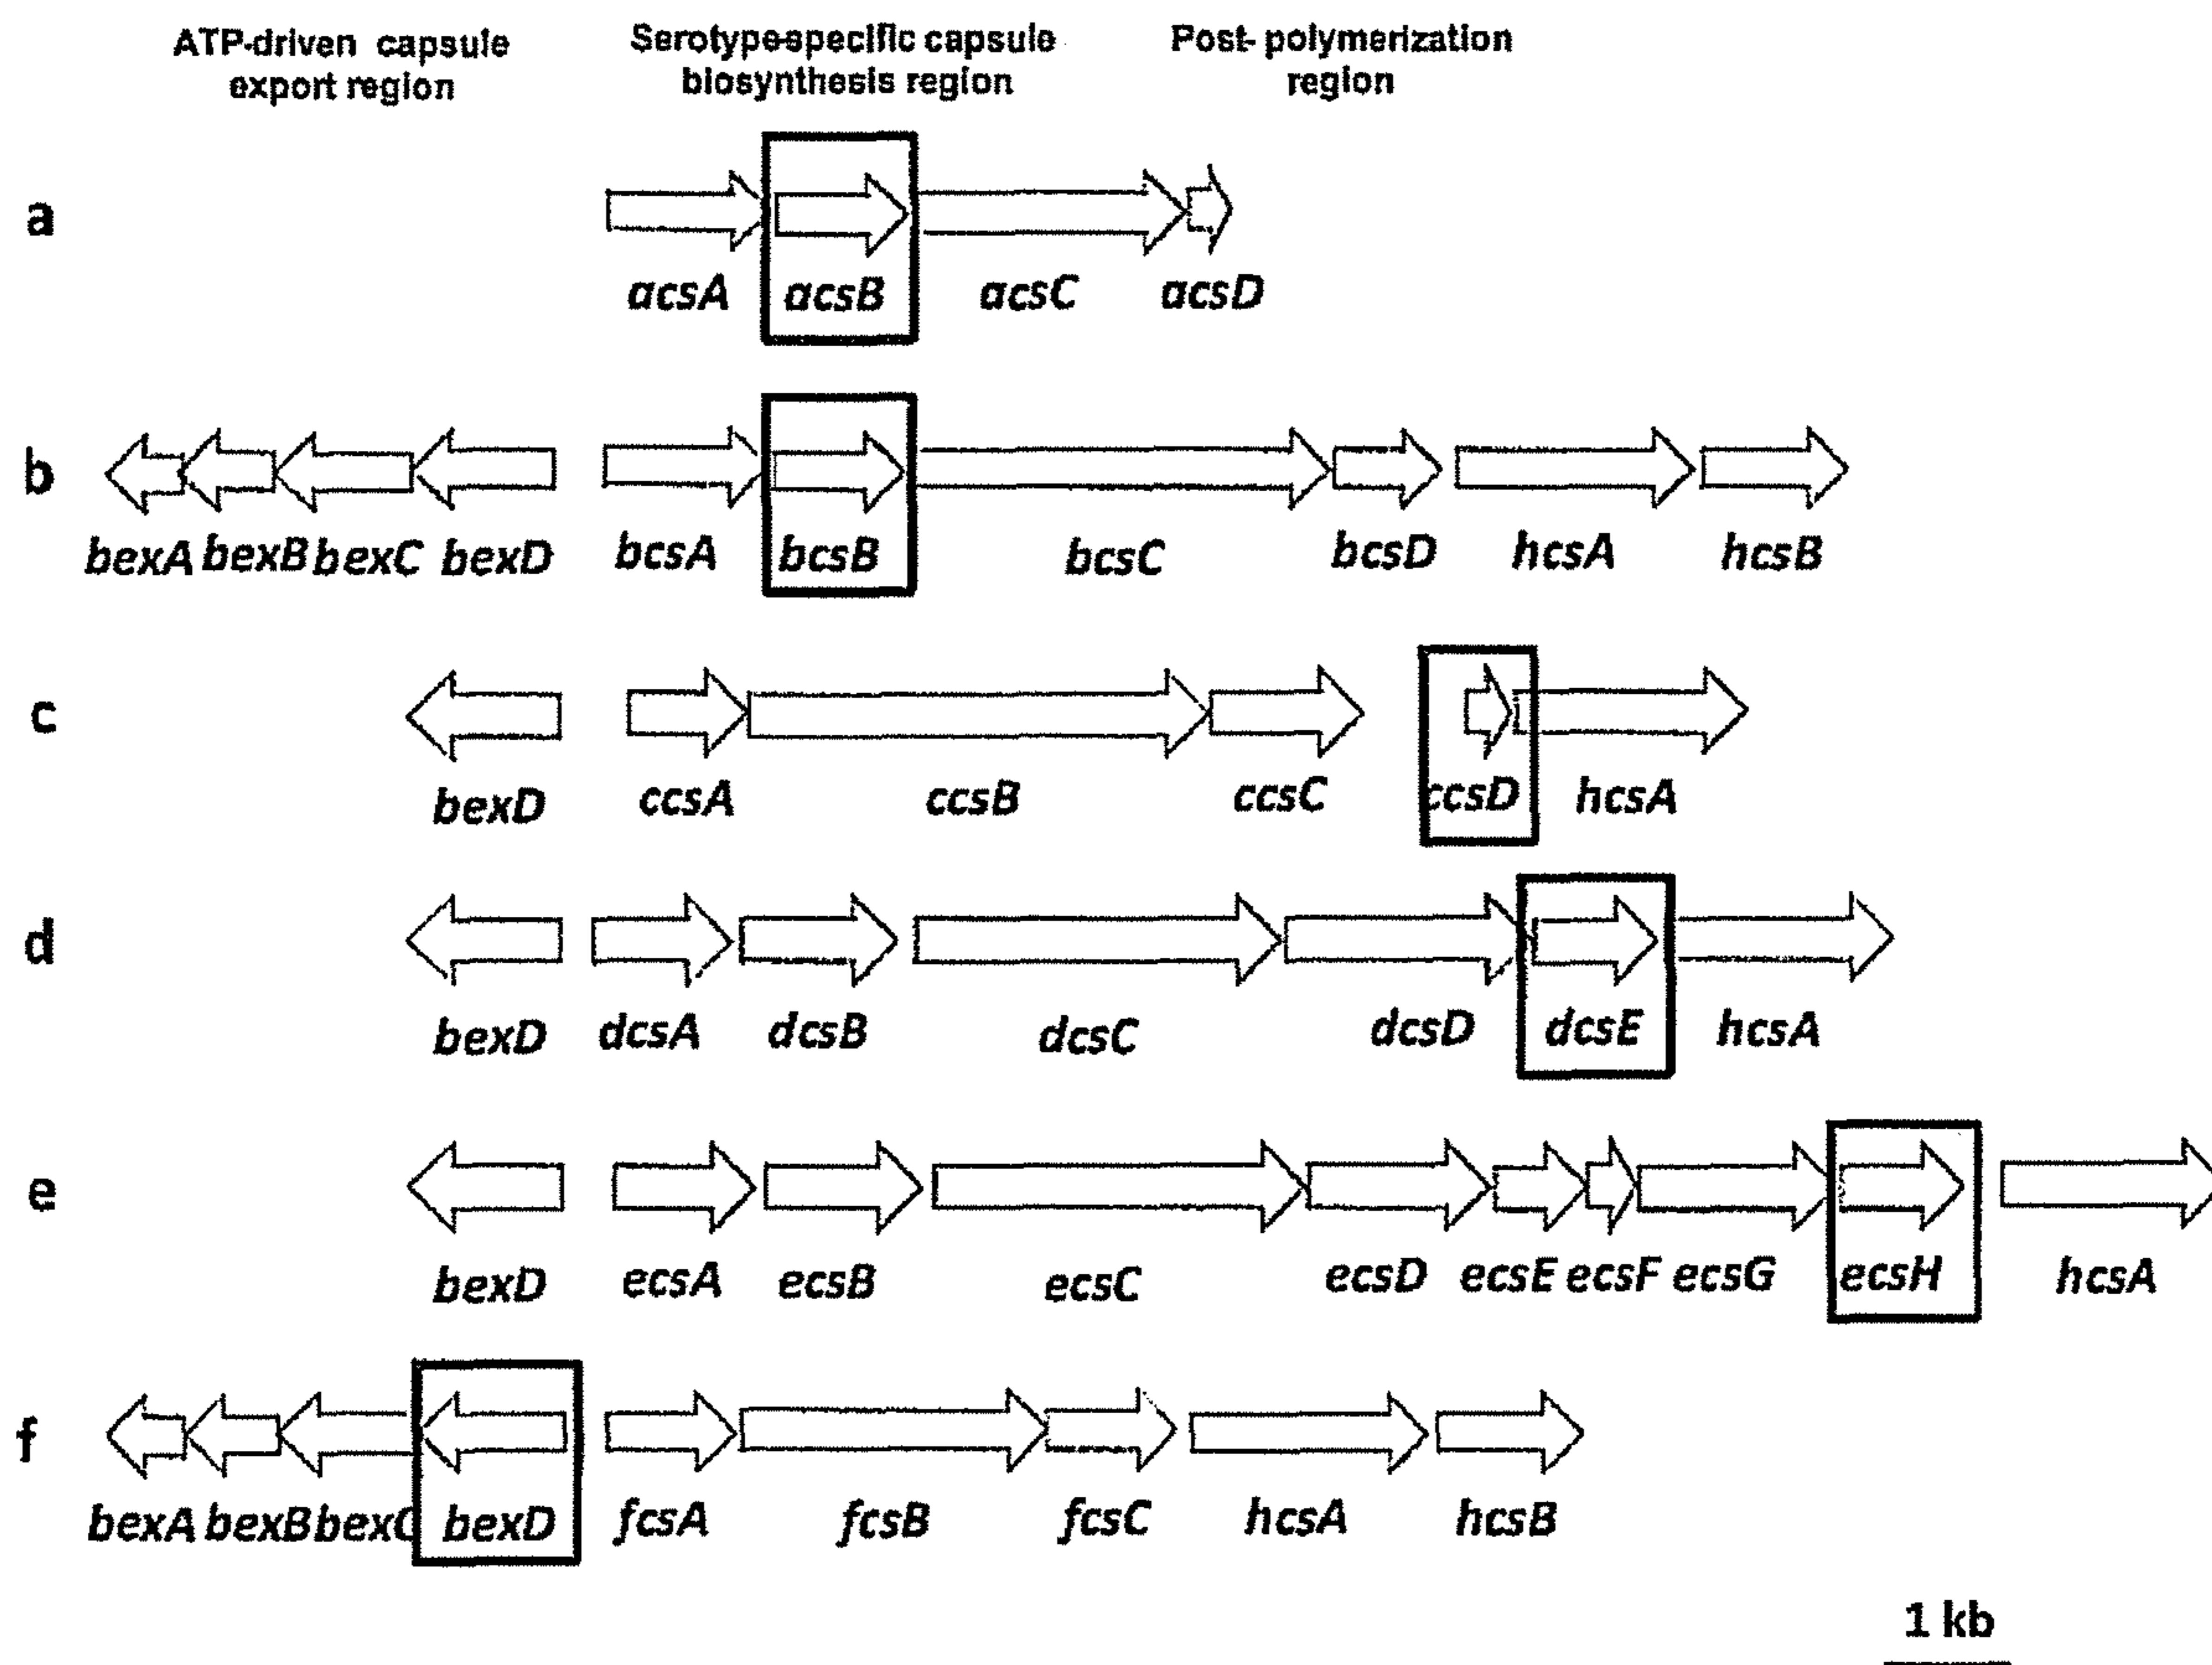 ATP-driven capsule
export region
Serotype-specific capsule
biosynthesis region
Post- polymerization
region
a
acsA acsB acsC acsD
b
bexA bexB bexC bexD bcsA bcsB bcsC bcsD hcsA hcsB
c
bexD ccsA ccsB ccsC ccsD hcsA
d
bexD dcsA dcsB dcsC dcsD dcsE hcsA
e
bexD ecsA ecsB ecsC ecsD ecsE ecsF ecsG ecsH hcsA
f
bexA bexB bexC bexD fcsA fcsB fcsC hcsA hcsB
1 kb